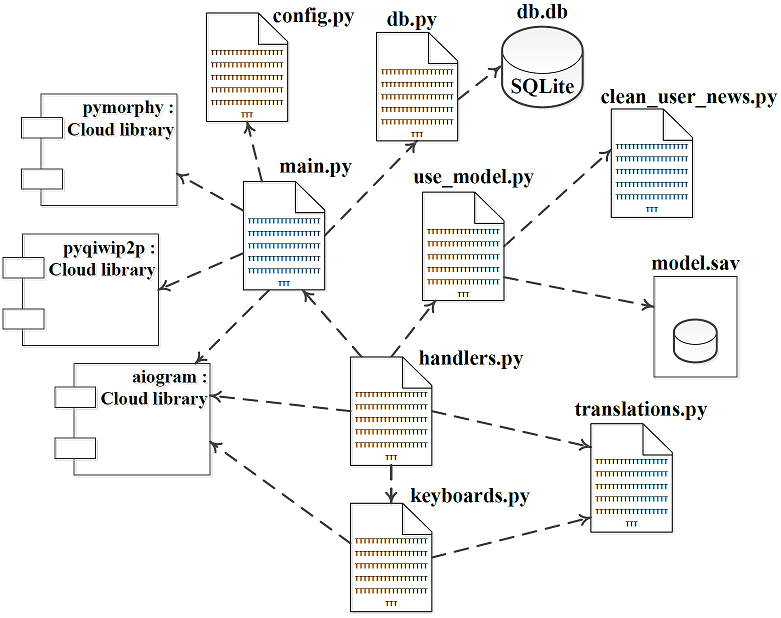 config.py
db.py
db.db
SQLite
clean_user_news.py
pymorphy :
Cloud library
main.py
use_model.py
pyqiwip2p :
Cloud library
model.sav
aiogram :
Cloud library
handlers.py
translations.py
keyboards.py